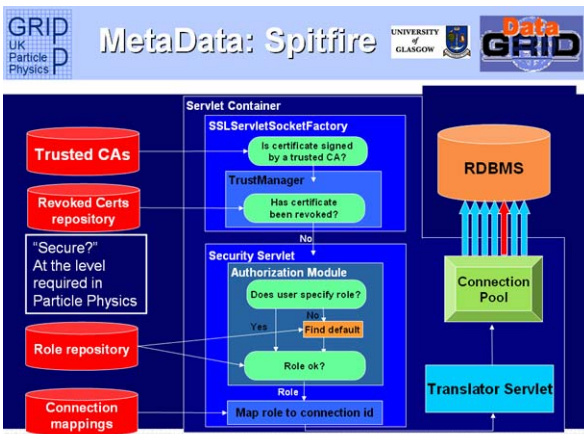 GRID
UK
Particle
Physics
P
MetaData: Spitfire
UNIVERSITY
of
GLASGOW
Data
GRID
Servlet Container
SSLServletSocketFactory
Trusted CAs
Is certificate signed
by a trusted CA?
TrustManager
Revoked Certs
repository
Has certificate
been revoked?
RDBMS
"Secure?"
At the level
required in
Particle Physics
No
Security Servlet
Authorization Module
Does user specify role?
Yes
No
Find default
Role repository
Role ok?
Role
Connection
mappings
Map role to connection id
Connection
Pool
Translator Servlet